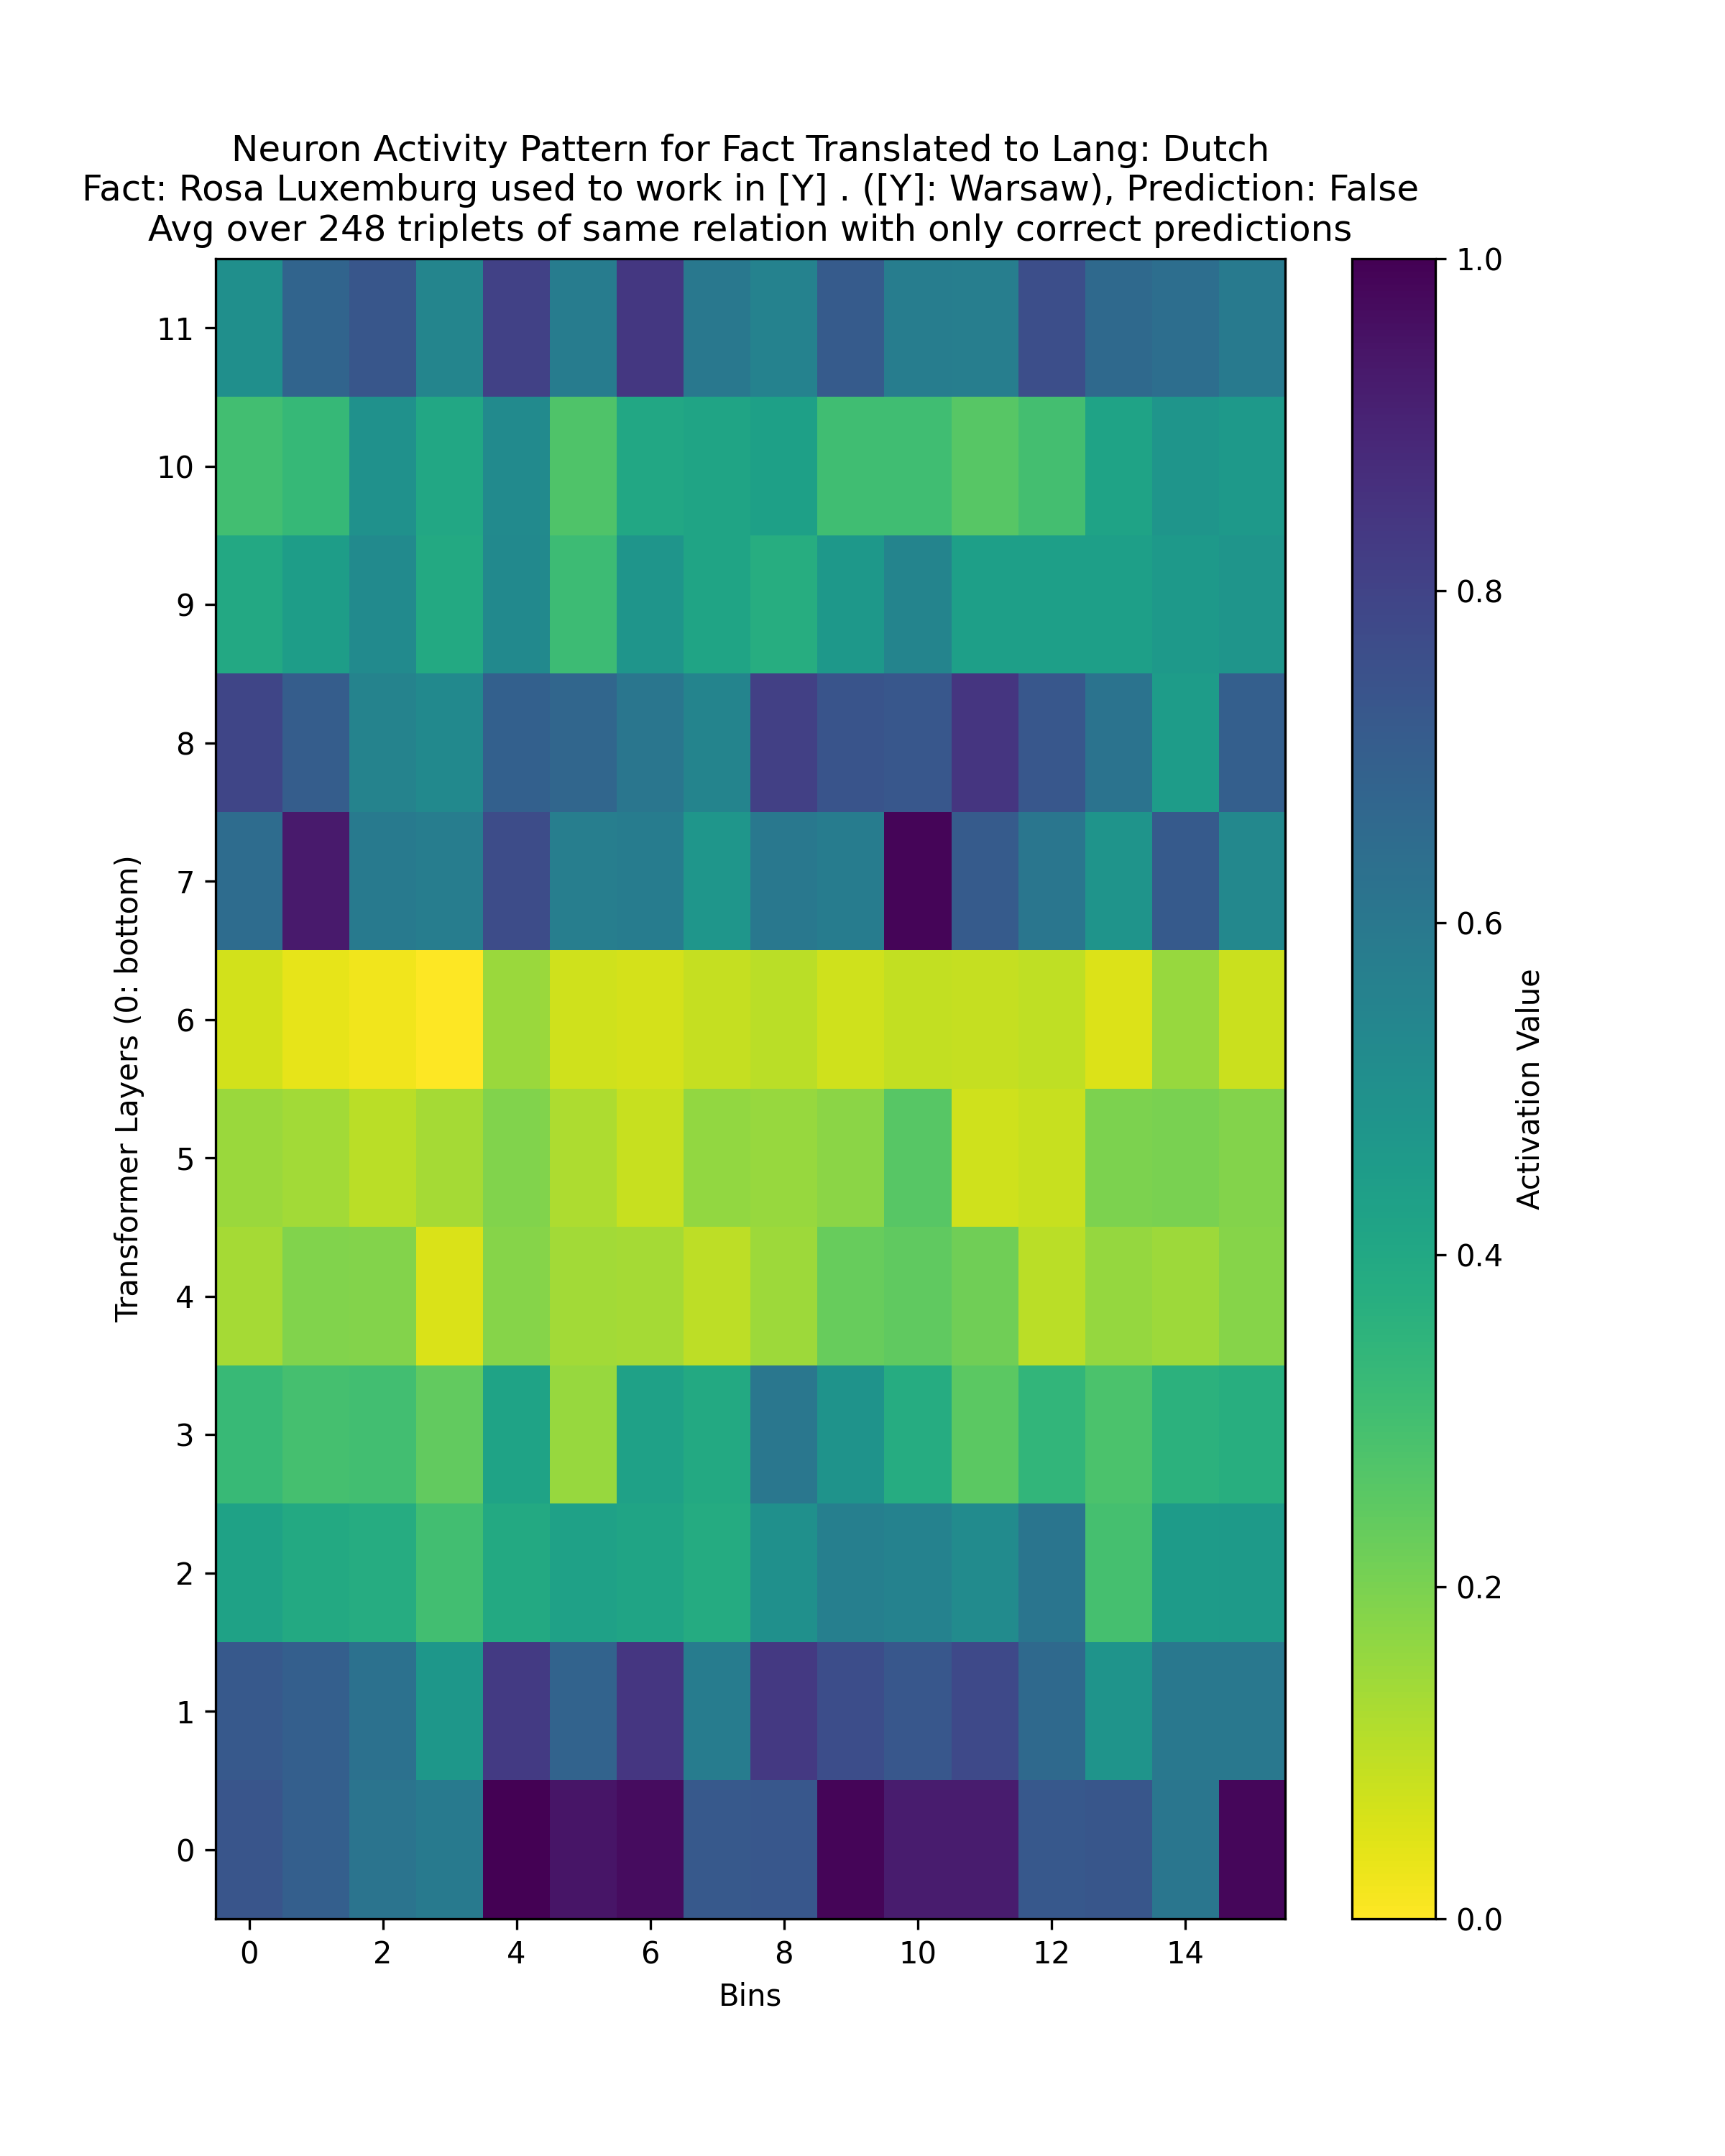 Neuron Activity Pattern for Fact Translated to Lang: Dutch
Fact: Rosa Luxemburg used to work in [Y] . ([Y]: Warsaw), Prediction: False
Avg over 248 triplets of same relation with only correct predictions
Transformer Layers (0: bottom)
11
10
9
8
7
6
5
4
3
2
1
0
0 2 4 6 8 10 12 14
Bins
1.0
0.8
0.6
0.4
0.2
0.0
Activation Value